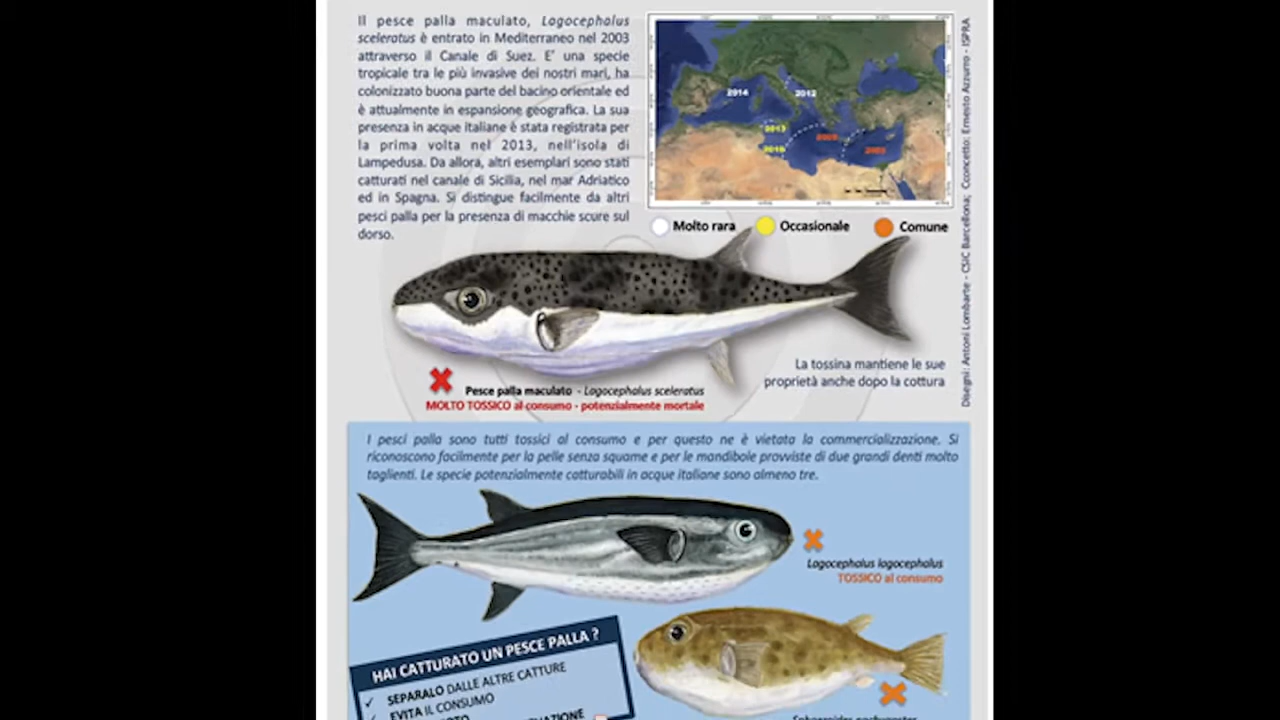 Il pesce palla maculato, Lagocephalus
sceleratus è entrato in Mediterraneo nel 2003
attraverso il Canale di Suez. E' una specie
tropicale tra le più invasive dei nostri mari, ha
colonizzato buona parte del bacino orientale ed
è attualmente in espansione geografica. La sua
presenza in acque italiane è stata registrata per
la prima volta nel 2013, nell'isola di
Lampedusa. Da allora, altri esemplari sono stati
catturati nel canale di Sicilia, nel mar Adriatico
ed in Spagna. Si distingue facilmente da altri
pesci palla per la presenza di macchie scure sul
dorso.
2014
2012
2013
2010
2003
Molto rara
Occasionale
Comune
Disegni: Antoni Lombarte - CSIC Barcellona; Cconcetto: Ernesto Azzurro - ISPRA
La tossina mantiene le sue
proprietà anche dopo la cottura
Pesce palla maculato - Lagocephalus sceleratus
MOLTO TOSSICO al consumo - potenzialmente mortale
I pesci palla sono tutti tossici al consumo e per questo ne è vietata la commercializzazione. Si
riconoscono facilmente per la pelle senza squame e per le mandibole provviste di due grandi denti molto
taglienti. Le specie potenzialmente catturabili in acque italiane sono almeno tre.
Lagocephalus lagocephalus
TOSSICO al consumo
HAI CATTURATO UN PESCE PALLA ?
✓ SEPARALO DALLE ALTRE CATTURE
✓ EVITA IL CONSUMO